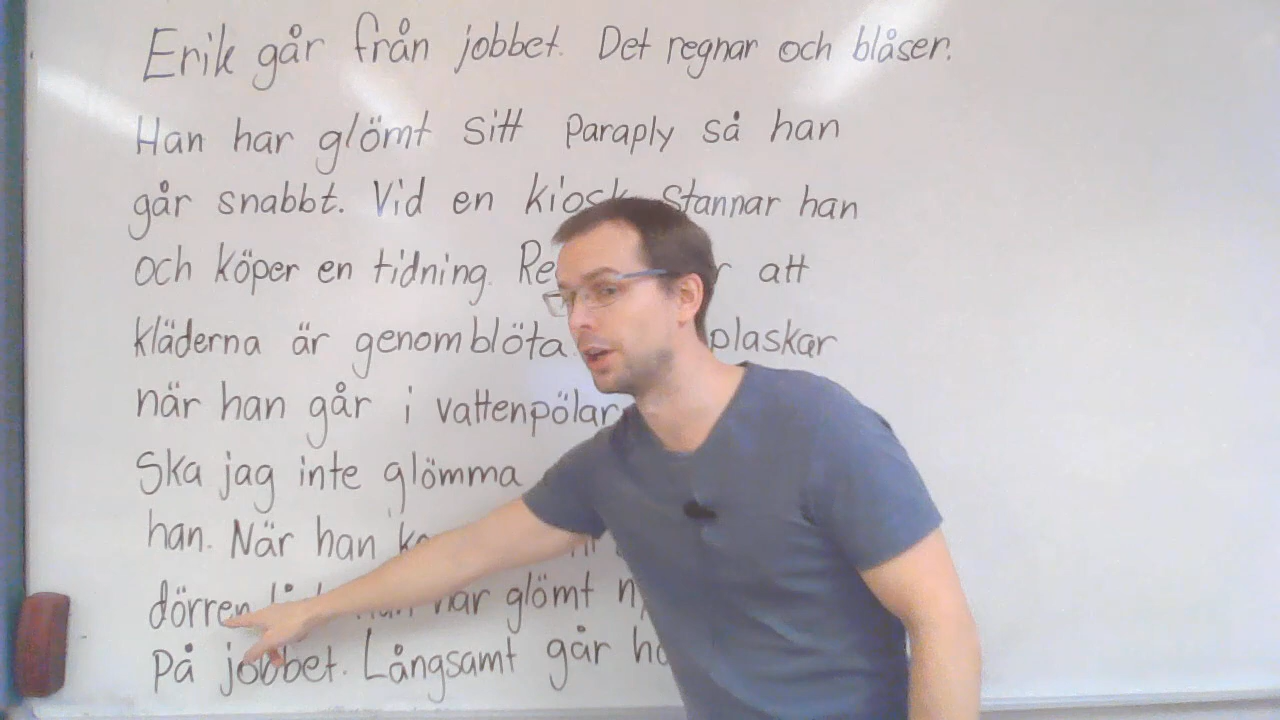 Erik går från jobbet. Det regnar och blåser.
Han har glömt sitt paraply så han
går snabbt. Vid en kiosk stannar han
och köper en tidning. att
kläderna är genomblöta. plaskar
när han går i vattenpölar
Ska jag inte glömma
han. När han
dörren har glömt
på jobbet. Långsamt går